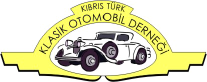 KIBRIS TÜRK
KLASİK OTOMOBİL DERNEĞİ